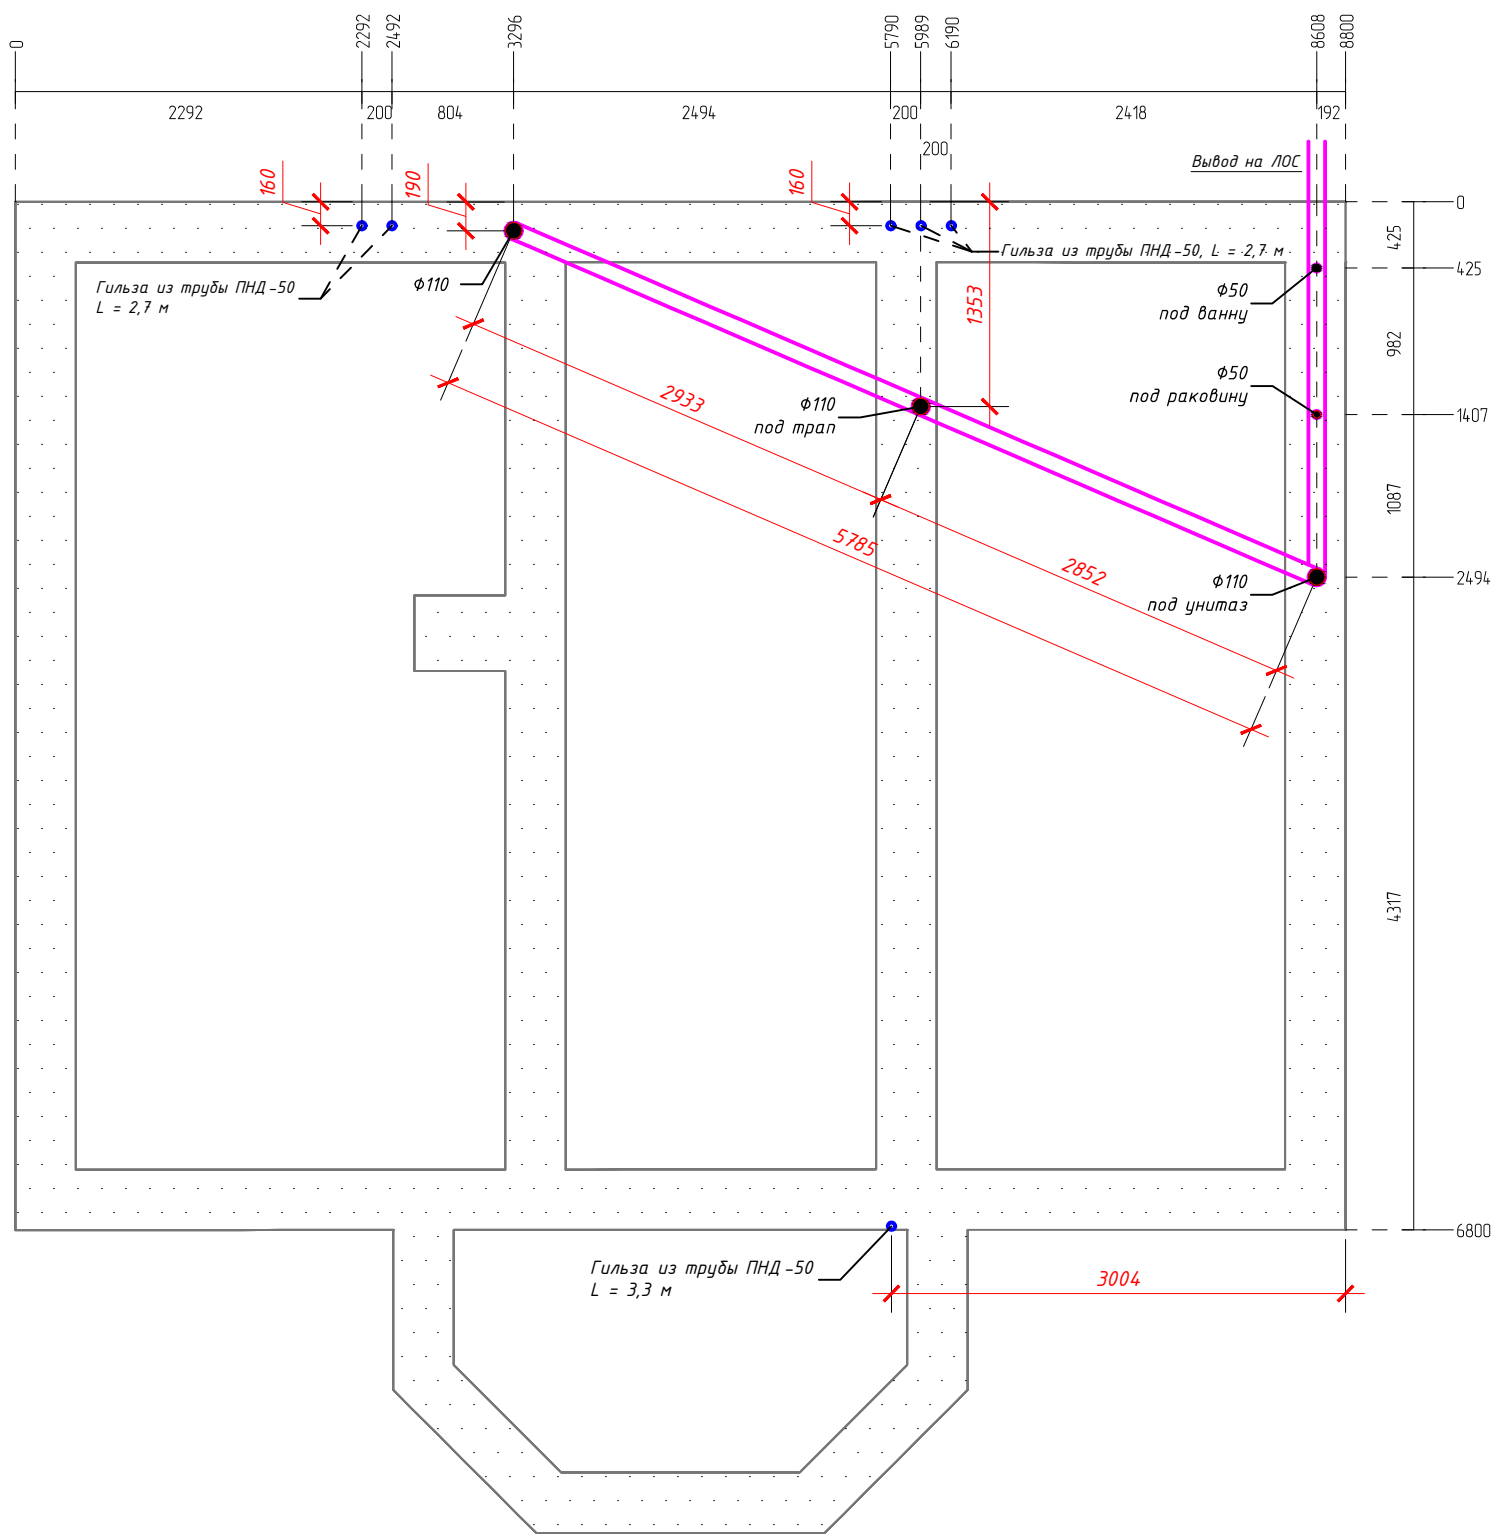 0
2292
2492
3296
5790
5989
6190
8608
8800
2292
200
804
2494
200
2418
192
200
Вывод на ЛОС
160
190
160
0
425
425
Гильза из трубы ПНД-50, L = 2,7 м
Гильза из трубы ПНД-50
L = 2,7 м
Ф110
1353
Ф50
под ванну
982
Ф50
под раковину
1407
2933
Ф110
под трап
1087
5785
2852
Ф110
под унитаз
2494
4317
6800
Гильза из трубы ПНД-50
L = 3,3 м
3004